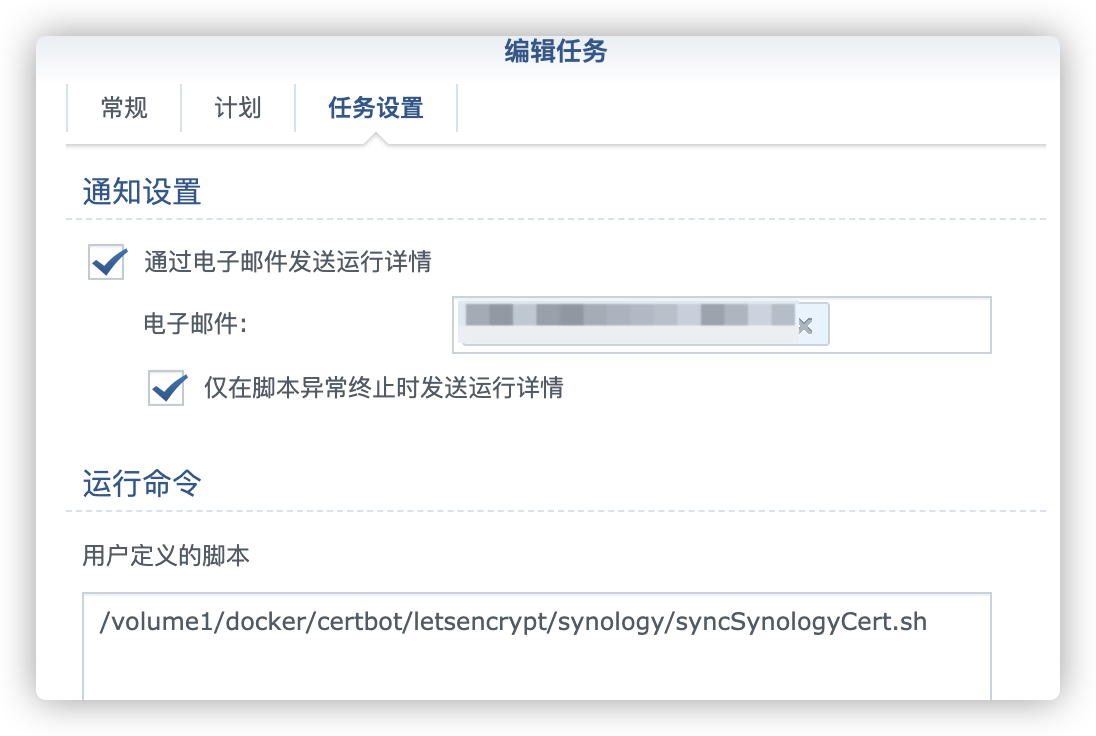 编辑任务
常规 计划 任务设置
通知设置
通过电子邮件发送运行详情
电子邮件:
仅在脚本异常终止时发送运行详情
运行命令
用户定义的脚本
/volume1/docker/certbot/letsencrypt/synology/syncSynologyCert.sh